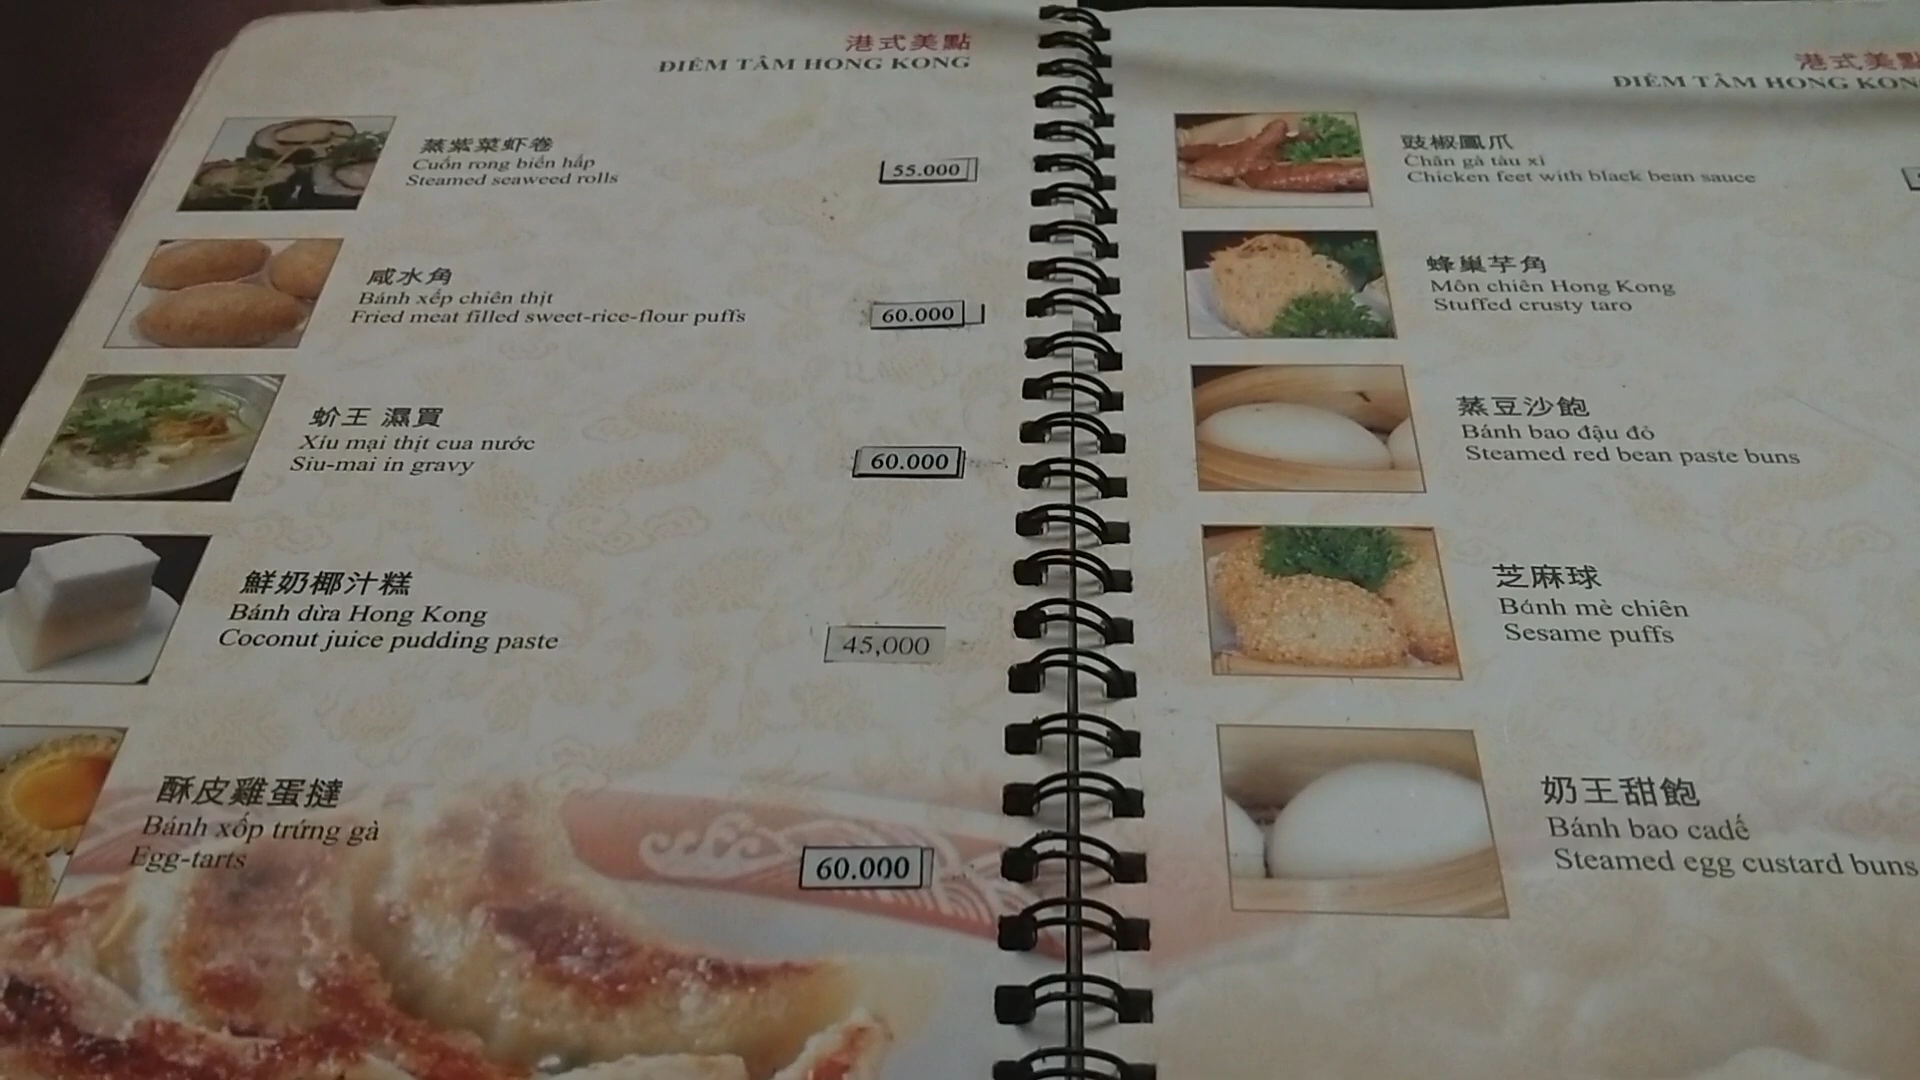 港式美點
ĐIỂM TÂM HONG KONG
蒸紫菜虾卷
Cuốn rong biển hấp
Steamed seaweed rolls
55.000
咸水角
Bánh xếp chiên thịt
Fried meat filled sweet-rice-flour puffs
60.000
蚧王 濕買
Xíu mại thịt cua nước
Siu-mai in gravy
60.000
鮮奶椰汁糕
Bánh dừa Hong Kong
Coconut juice pudding paste
45,000
酥皮雞蛋撻
Bánh xốp trứng gà
Egg-tarts
60.000
港式美點
ĐIỂM TÂM HONG KONG
豉椒鳳爪
Chân gà tàu xì
Chicken feet with black bean sauce
蜂巢芋角
Môn chiên Hong Kong
Stuffed crusty taro
蒸豆沙飽
Bánh bao đậu đỏ
Steamed red bean paste buns
芝麻球
Bánh mè chiên
Sesame puffs
奶王甜飽
Bánh bao cadế
Steamed egg custard buns